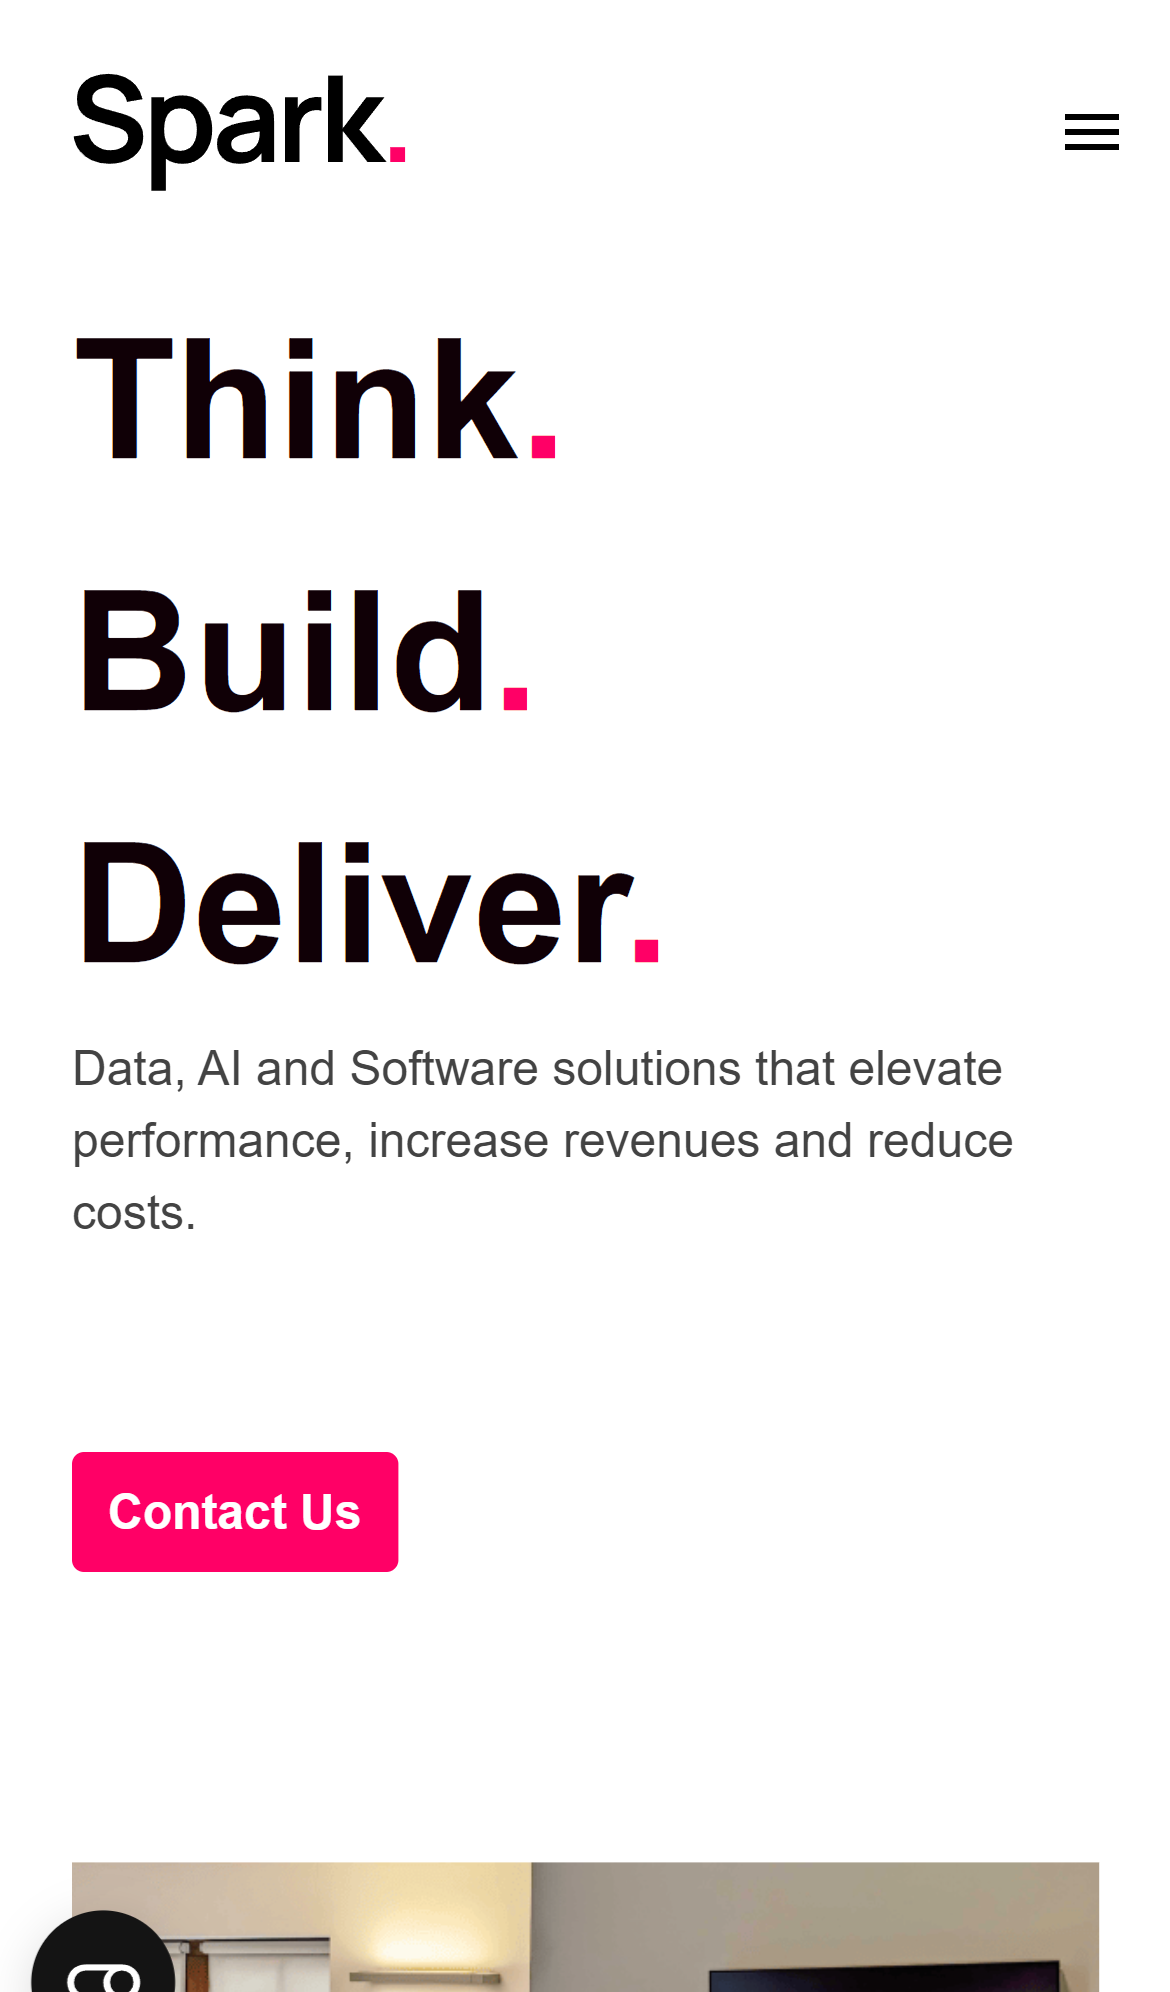 Spark.
Think.
Build.
Deliver.
Data, AI and Software solutions that elevate
performance, increase revenues and reduce
costs.
Contact Us